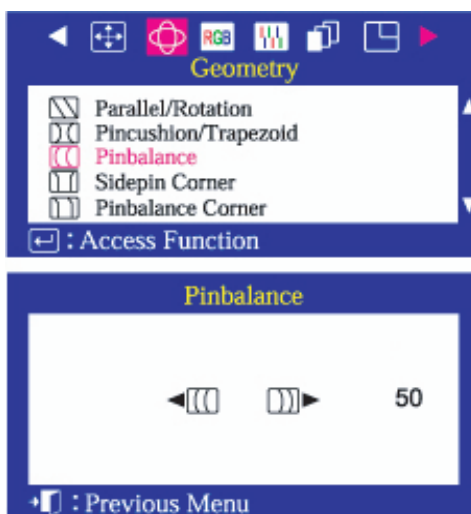 RGB
Geometry
Parallel/Rotation
Pincushion/Trapezoid
Pinbalance
Sidepin Corner
Pinbalance Corner
: Access Function
Pinbalance
50
: Previous Menu